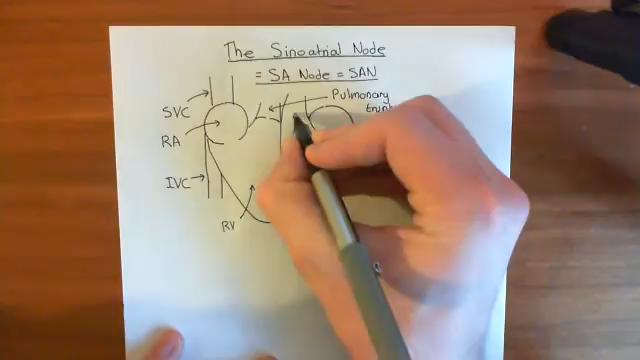 The Sinoatrial Node
= SA Node = SAN
Pulmonary
SVC
RA
IVC
RV